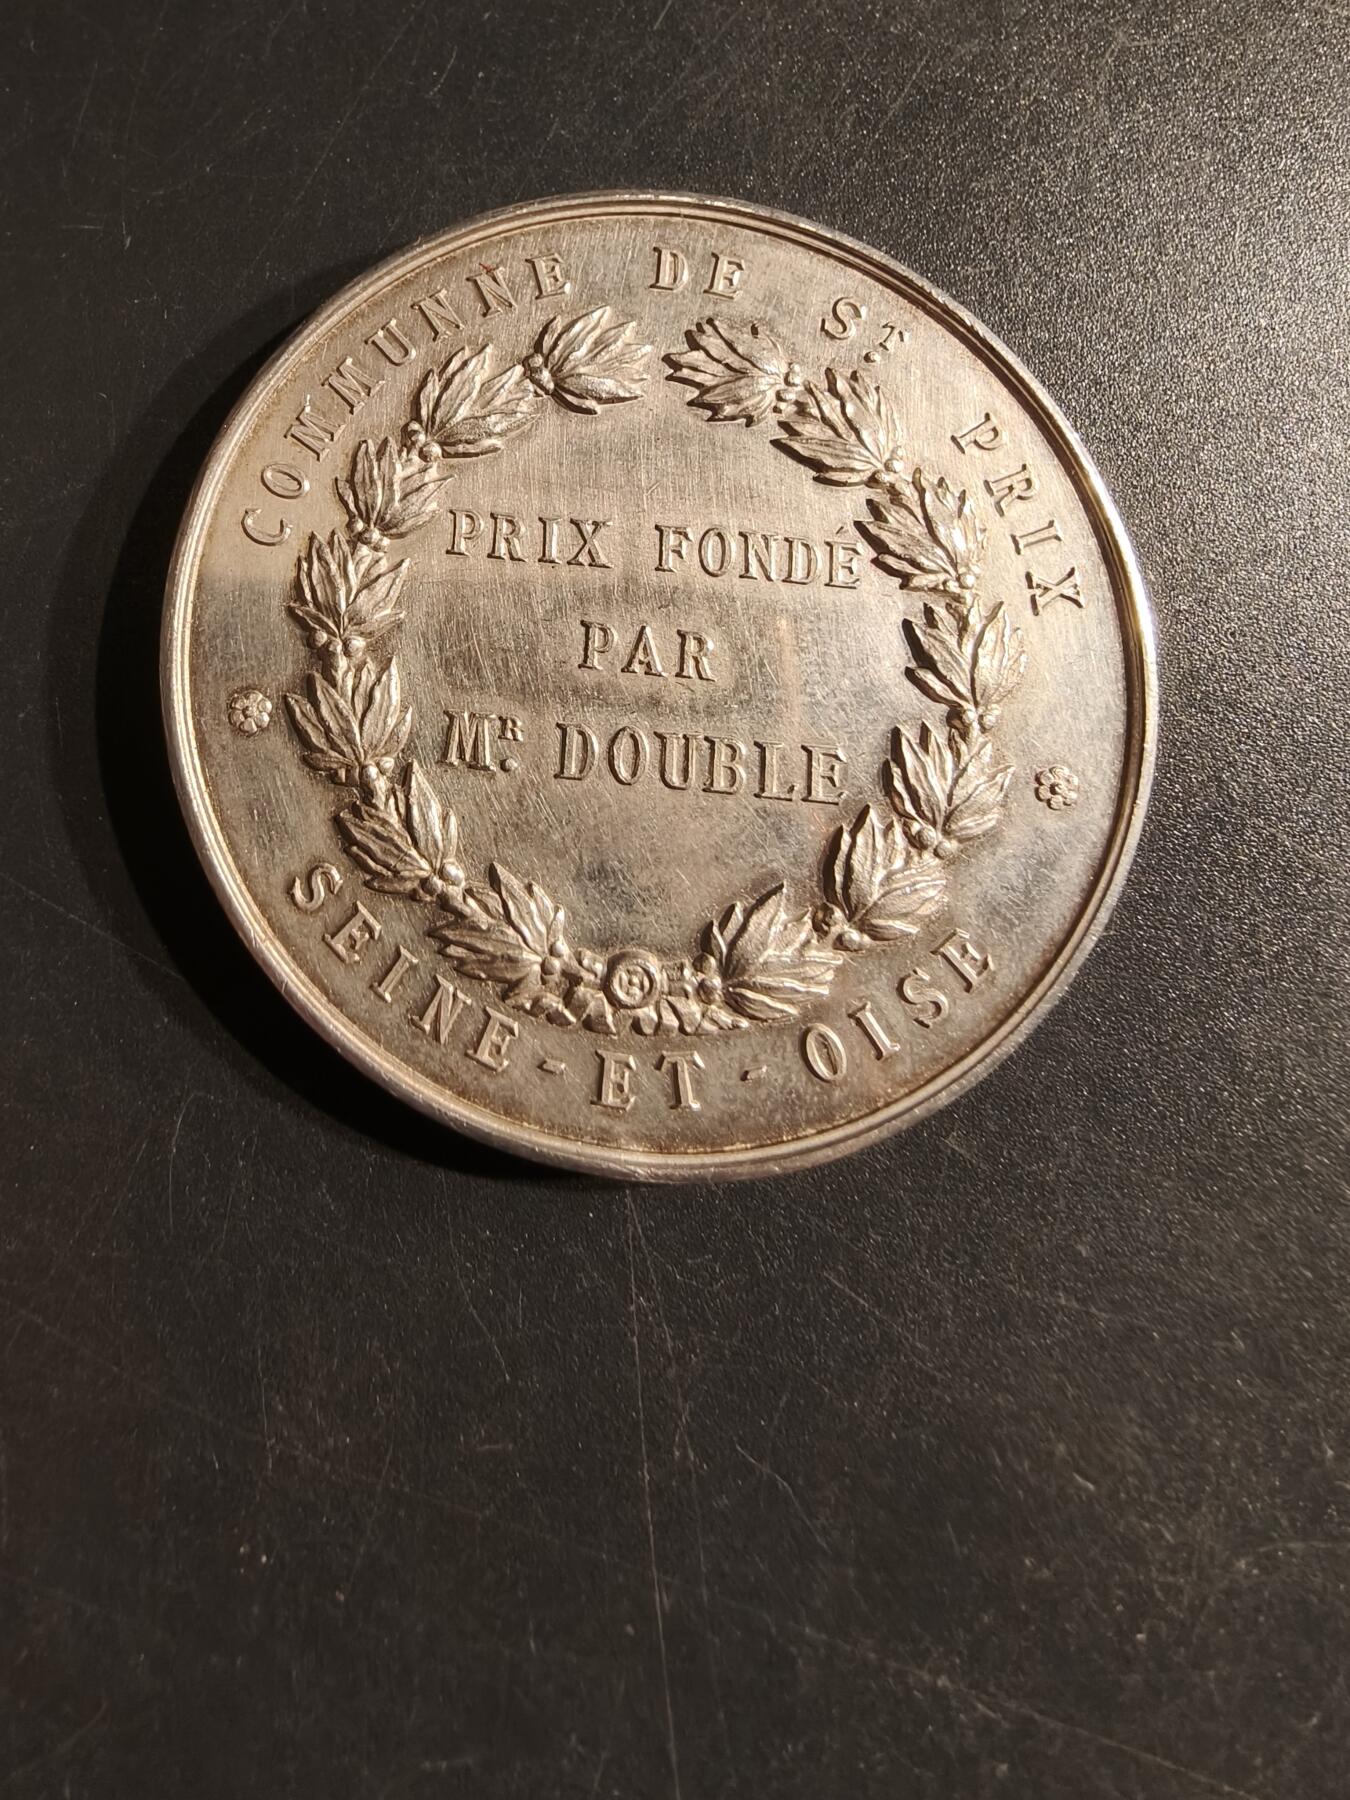 COMMUNNE DE ST. PRIX
PRIX FONDÉ
PAR
MR. DOUBLE
SEINE-ET-OISE